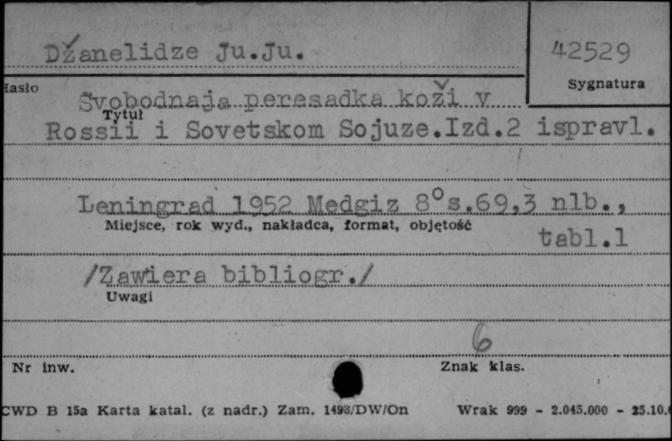 Džanelidze Ju.Ju.
42529
Hasło
Sygnatura
Svobodnaja peresadka koži v
Tytuł
Rossii i Sovetskom Sojuze.Izd.2 ispravl.
Leningrad 1952 Medgiz 8°s.69,3 nlb.,
Miejsce, rok wyd., nakładca, format, objętość
tabl.1
/Zawiera bibliogr./
Uwagi
6
Nr inw.
Znak klas.
CWD B 15a Karta katal. (z nadr.) Zam. 1498/DW/On Wrak 999 - 2.045.000 - 25.10.